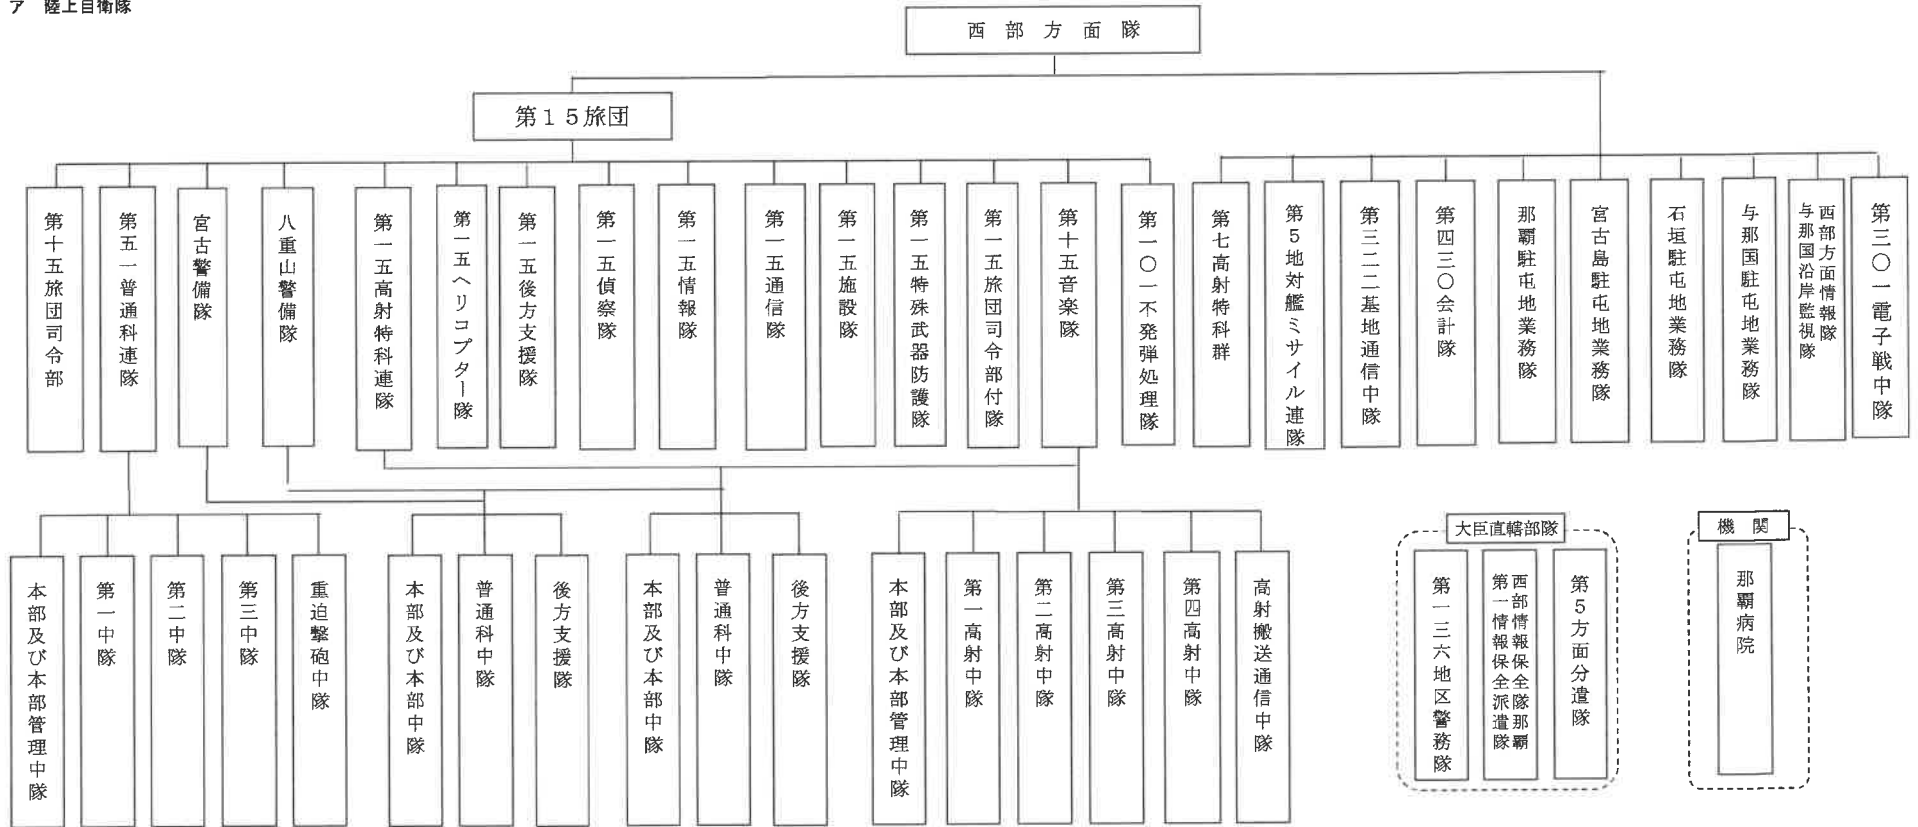 ア 陸上自衛隊
西部方面隊
第15旅団
第十五旅団司令部
第五一普通科連隊
宮古警備隊
八重山警備隊
第一五高射特科連隊
第一五ヘリコプター隊
第一五後方支援隊
第一五偵察隊
第一五情報隊
第一五通信隊
第一五施設隊
第一五特殊武器防護隊
第一五旅団司令部付隊
第十五音楽隊
第一〇一不発弾処理隊
第七高射特科群
第5地対艦ミサイル連隊
第三二二基地通信中隊
第四三〇会計隊
那覇駐屯地業務隊
宮古島駐屯地業務隊
石垣駐屯地業務隊
与那国駐屯地業務隊
西部方面情報隊
与那国沿岸監視隊
第三〇一電子戦中隊
本部及び本部管理中隊
第一中隊
第二中隊
第三中隊
重迫撃砲中隊
本部及び本部中隊
普通科中隊
後方支援隊
本部及び本部中隊
普通科中隊
後方支援隊
本部及び本部管理中隊
第一高射中隊
第二高射中隊
第三高射中隊
第四高射中隊
高射搬送通信中隊
大臣直轄部隊
第一三六地区警務隊
西部情報保全隊那覇
第一情報保全派遣隊
第5方面分遣隊
機関
那覇病院